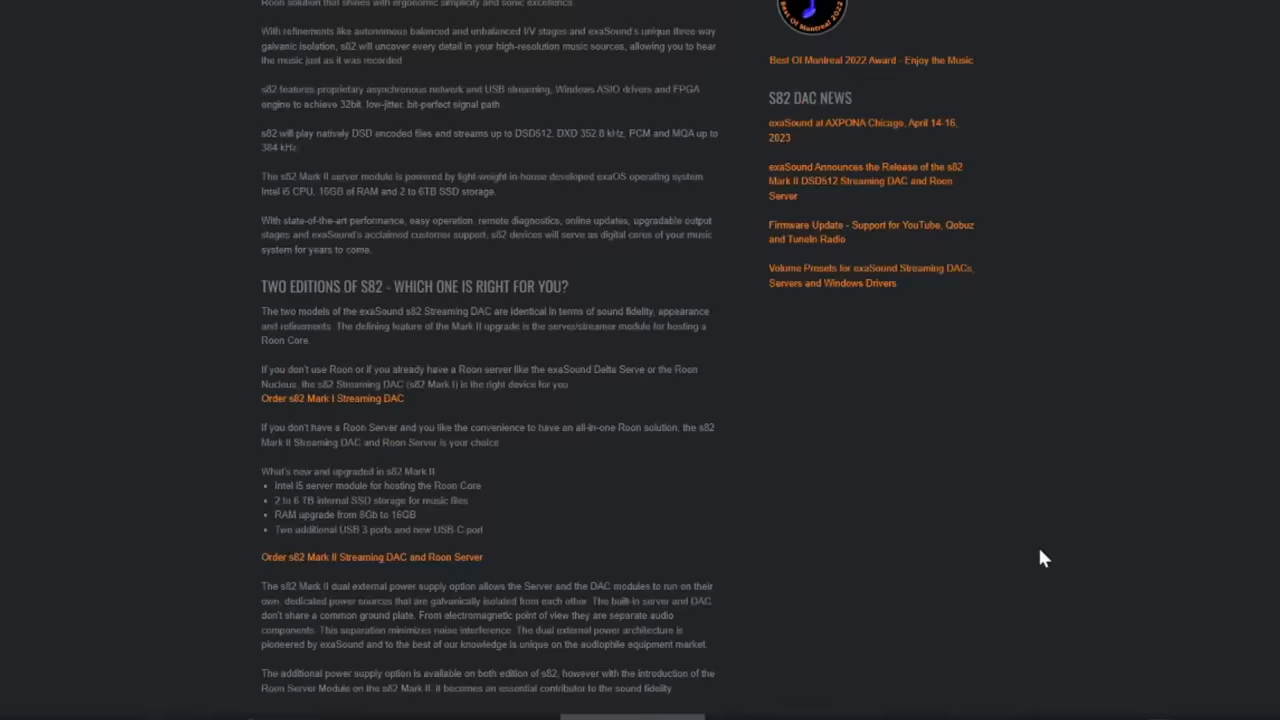 Roon solution that shines with ergonomic simplicity and sonic excellence.
With refinements like autonomous balanced and unbalanced I/V stages and exaSound's unique three-way
galvanic isolation, s82 will uncover every detail in your high-resolution music sources, allowing you to hear
the music just as it was recorded
s82 features proprietary asynchronous network and USB streaming, Windows ASIO drivers and FPGA
engine to achieve 32bit, low-jitter, bit-perfect signal path
s82 will play natively DSD encoded files and streams up to DSD512, DXD 352.8 kHz, PCM and MQA up to
384 kHz.
The s82 Mark II server module is powered by light-weight in-house developed exaOS operating system
Intel i5 CPU, 16GB of RAM and 2 to 6TB SSD storage.
With state-of-the-art performance, easy operation, remote diagnostics, online updates, upgradable output
stages and exaSound's acclaimed customer support, s82 devices will serve as digital cores of your music
system for years to come.
TWO EDITIONS OF S82 - WHICH ONE IS RIGHT FOR YOU?
The two models of the exaSound s82 Streaming DAC are identical in terms of sound fidelity, appearance
and refinements. The defining feature of the Mark II upgrade is the server/streamer module for hosting a
Roon Core.
If you don't use Roon or if you already have a Roon server like the exaSound Delta Serve or the Roon
Nucleus, the s82 Streaming DAC (s82 Mark I) is the right device for you
Order s82 Mark I Streaming DAC
If you don't have a Roon Server and you like the convenience to have an all-in-one Roon solution, the s82
Mark II Streaming DAC and Roon Server is your choice
What's new and upgraded in s82 Mark II
• Intel i5 server module for hosting the Roon Core
• 2 to 6 TB internal SSD storage for music files
• RAM upgrade from 8Gb to 16GB
• Two additional USB 3 ports and new USB-C port
Order s82 Mark II Streaming DAC and Roon Server
The s82 Mark II dual external power supply option allows the Server and the DAC modules to run on their
own, dedicated power sources that are galvanically isolated from each other. The built-in server and DAC
don't share a common ground plate. From electromagnetic point of view they are separate audio
components. This separation minimizes noise interference. The dual external power architecture is
pioneered by exaSound and to the best of our knowledge is unique on the audiophile equipment market.
The additional power supply option is available on both edition of s82, however with the introduction of the
Roon Server Module on the s82 Mark II, it becomes an essential contributor to the sound fidelity
Best Of Montreal 2022
Best Of Montreal 2022 Award - Enjoy the Music
S82 DAC NEWS
exaSound at AXPONA Chicago, April 14-16,
2023
exaSound Announces the Release of the s82
Mark II DSD512 Streaming DAC and Roon
Server
Firmware Update - Support for YouTube, Qobuz
and TuneIn Radio
Volume Presets for exaSound Streaming DACs,
Servers and Windows Drivers